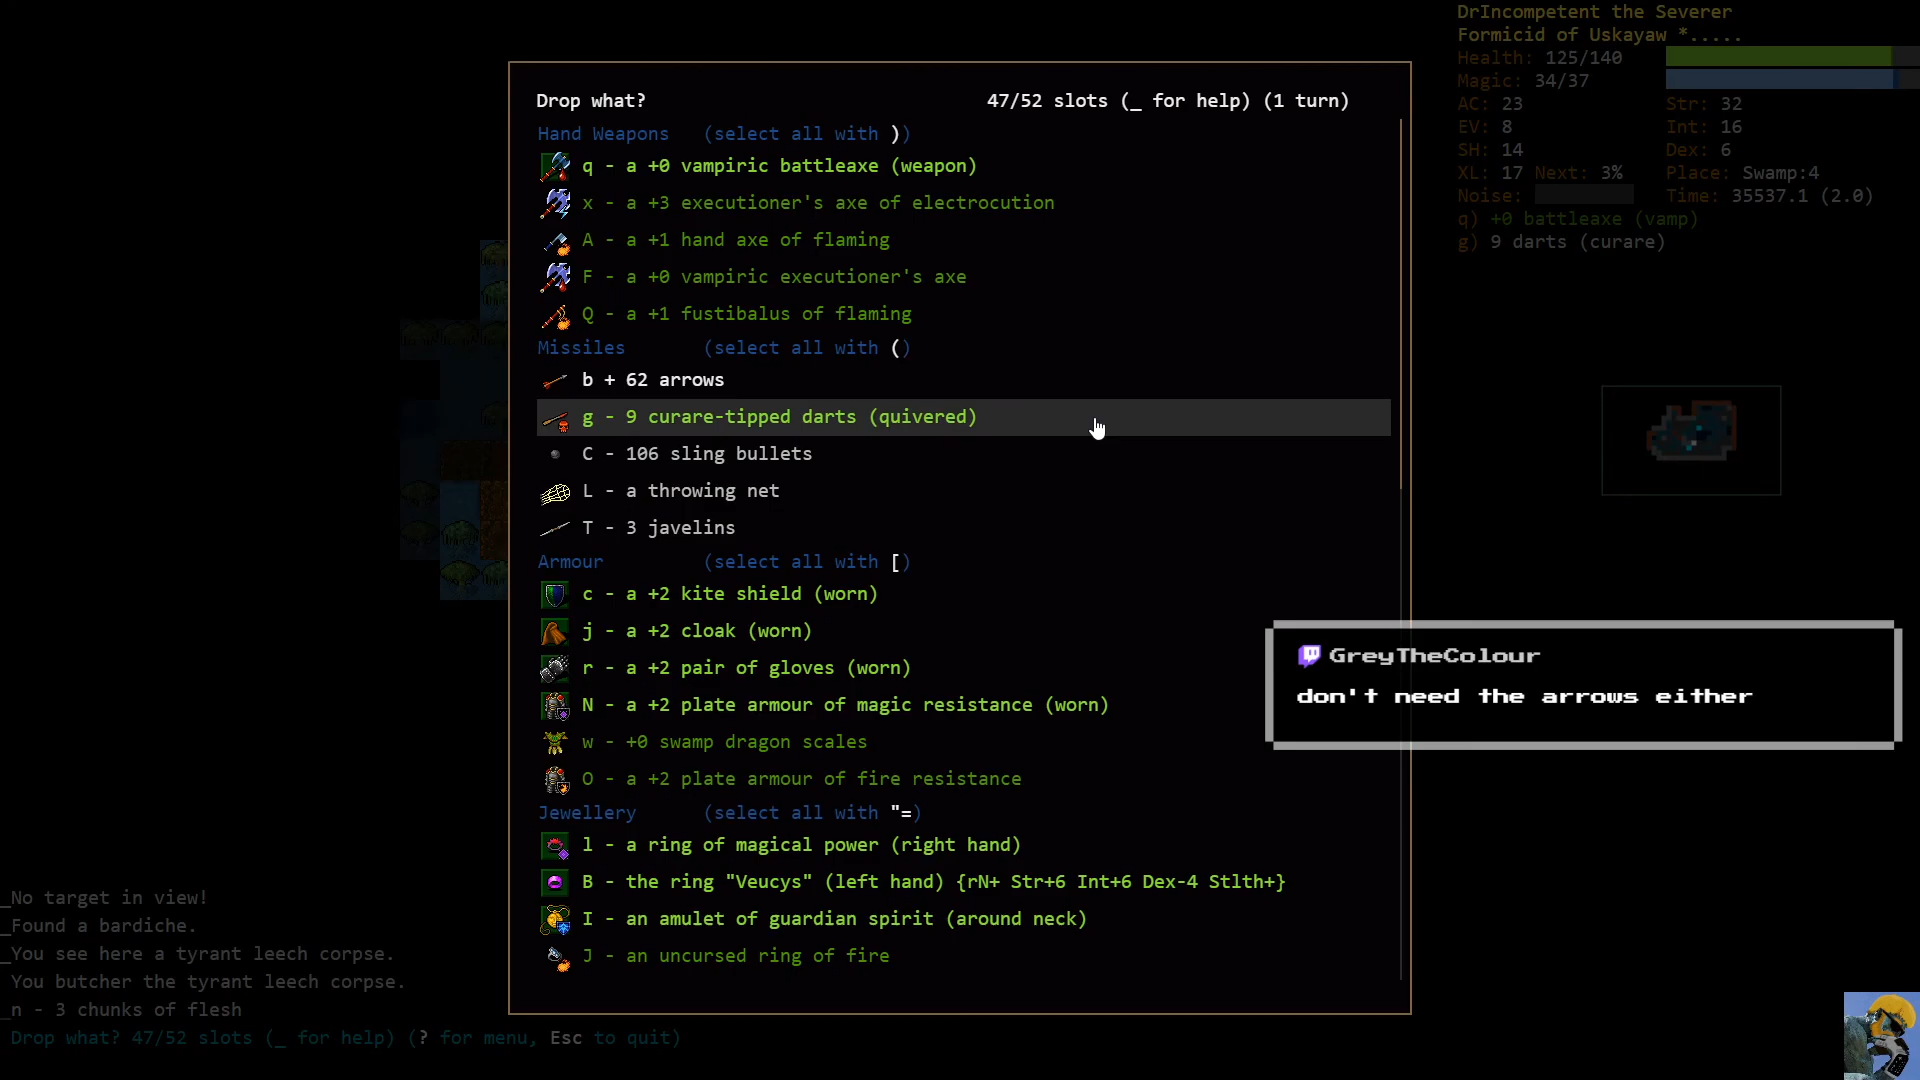 DrIncompetent the Severer
Formicid of Uskayaw *.....
Health: 125/140
Magic: 34/37
AC: 23 Str: 32
EV: 8 Int: 16
SH: 14 Dex: 6
XL: 17 Next: 3% Place: Swamp:4
Noise: Time: 35537.1 (2.0)
q) +0 battleaxe (vamp)
g) 9 darts (curare)
Drop what? 47/52 slots (_ for help) (1 turn)
Hand Weapons (select all with ))
q - a +0 vampiric battleaxe (weapon)
x - a +3 executioner's axe of electrocution
A - a +1 hand axe of flaming
F - a +0 vampiric executioner's axe
Q - a +1 fustibalus of flaming
Missiles (select all with ()
b + 62 arrows
g - 9 curare-tipped darts (quivered)
C - 106 sling bullets
L - a throwing net
T - 3 javelins
Armour (select all with [)
c - a +2 kite shield (worn)
j - a +2 cloak (worn)
r - a +2 pair of gloves (worn)
N - a +2 plate armour of magic resistance (worn)
w - +0 swamp dragon scales
O - a +2 plate armour of fire resistance
Jewellery (select all with "=)
l - a ring of magical power (right hand)
B - the ring "Veucys" (left hand) {rN+ Str+6 Int+6 Dex-4 Stlth+}
I - an amulet of guardian spirit (around neck)
J - an uncursed ring of fire
GreyTheColour
don't need the arrows either
_No target in view!
_Found a bardiche.
_You see here a tyrant leech corpse.
You butcher the tyrant leech corpse.
_n - 3 chunks of flesh
Drop what? 47/52 slots (_ for help) (? for menu, Esc to quit)